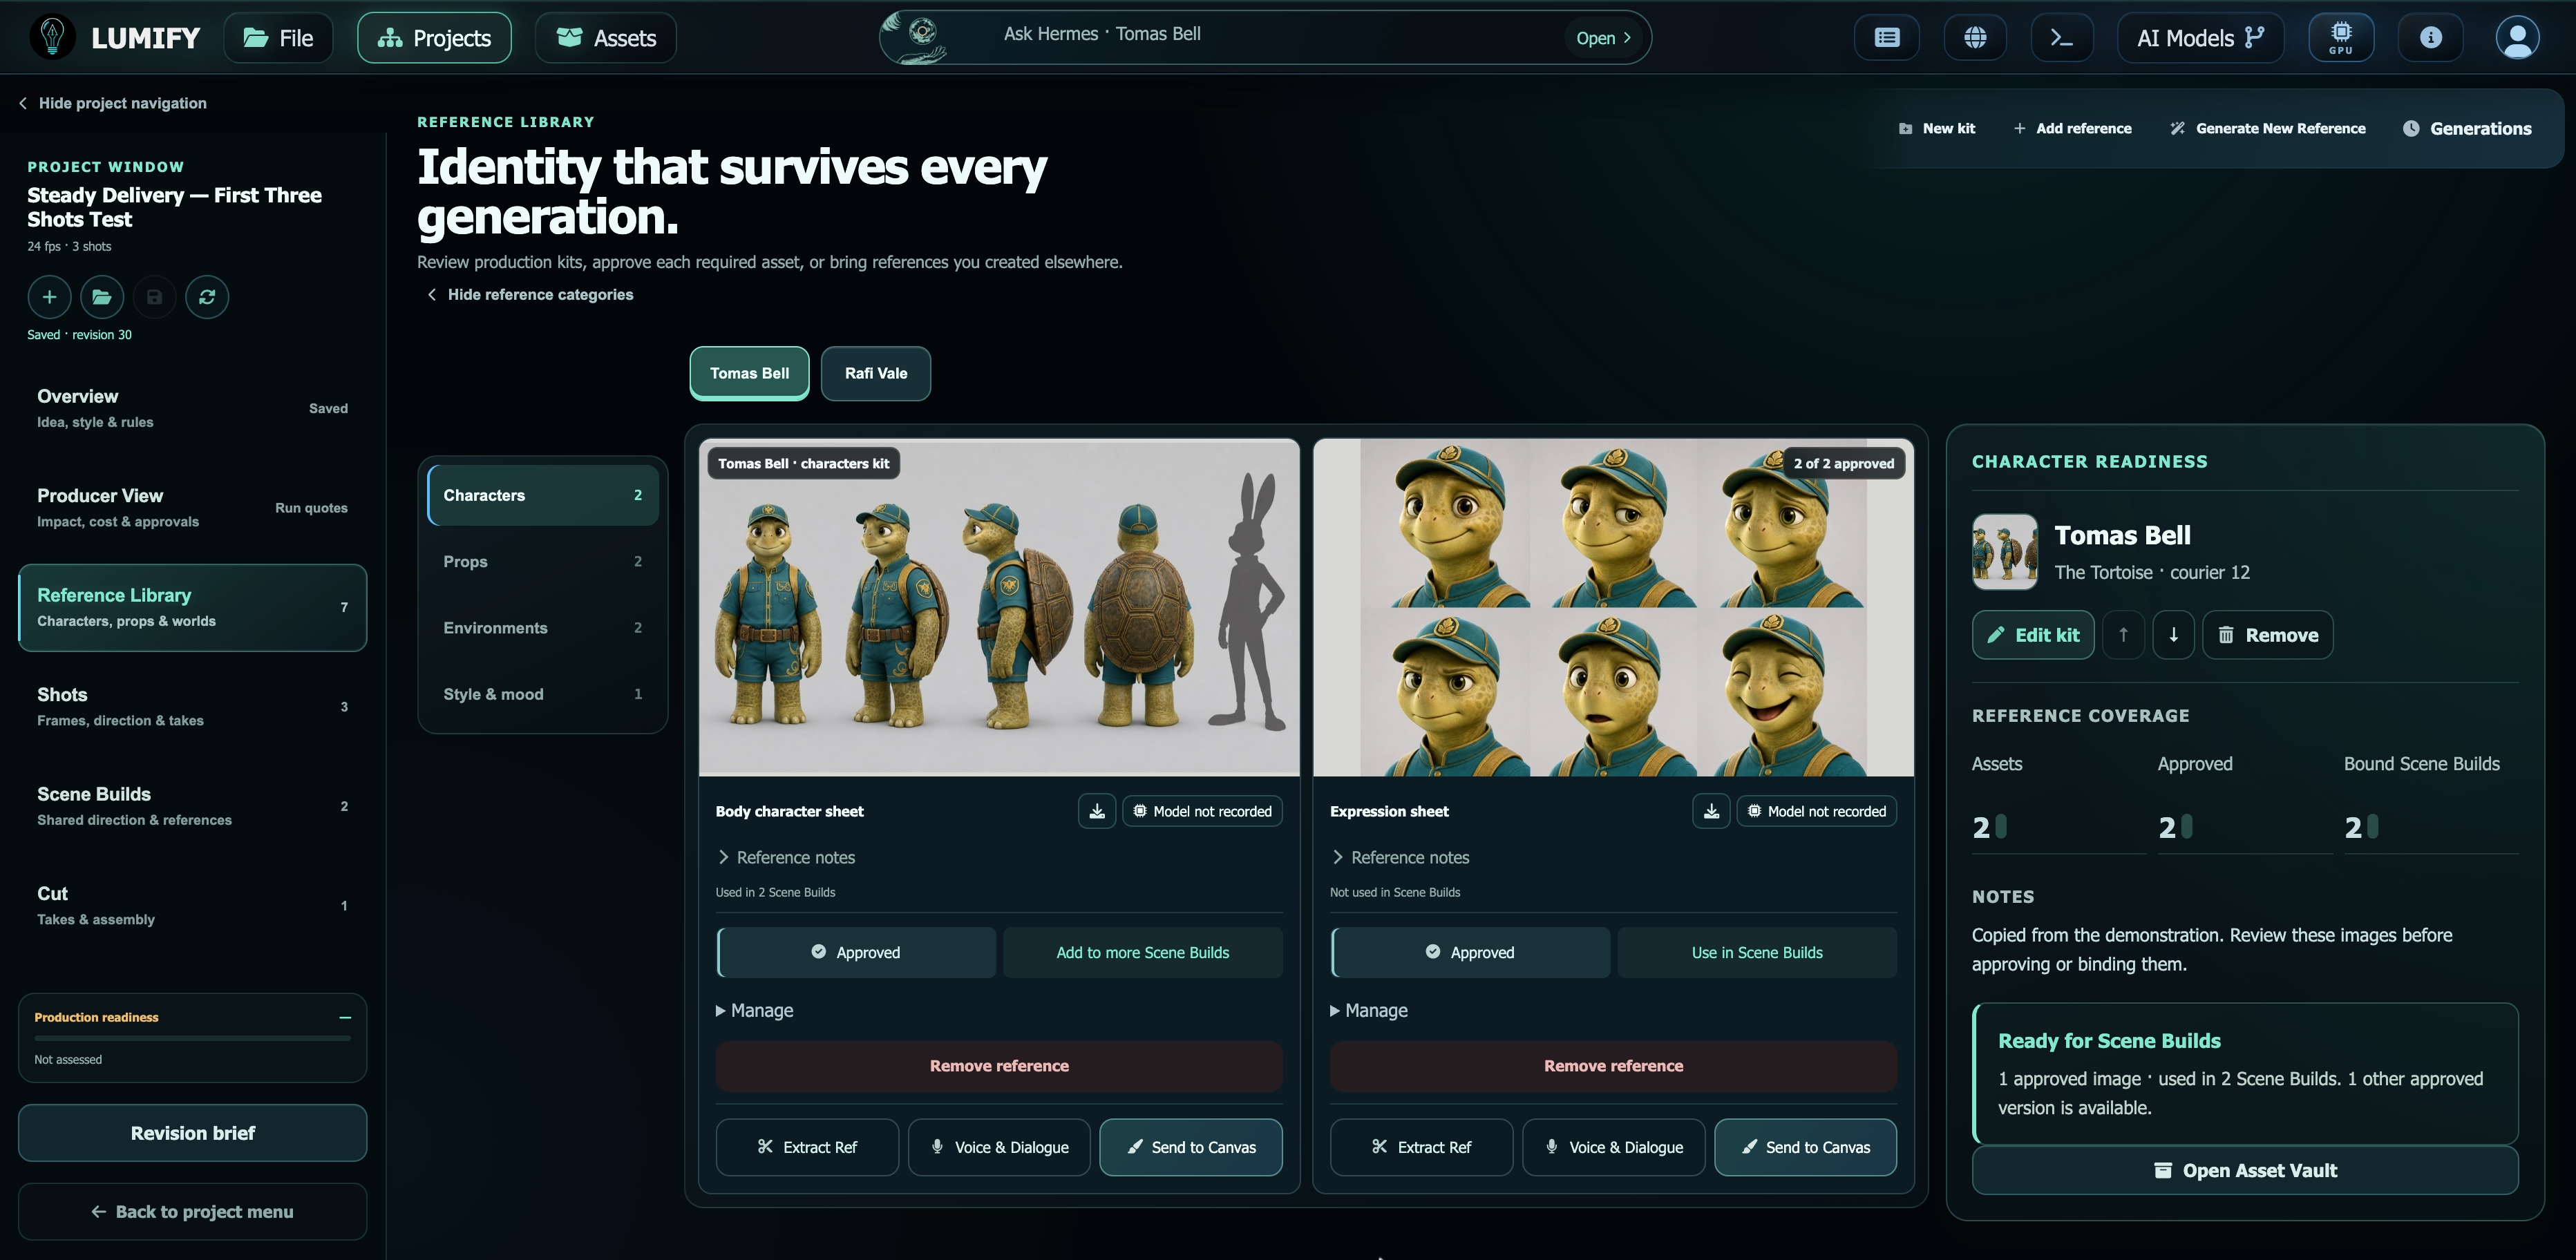 LUMIFY
File
Projects
Assets
Ask Hermes · Tomas Bell
Open
AI Models
GPU
Hide project navigation
PROJECT WINDOW
Steady Delivery — First Three
Shots Test
24 fps · 3 shots
Saved · revision 30
Overview
Idea, style & rules
Saved
Producer View
Impact, cost & approvals
Run quotes
Reference Library
Characters, props & worlds
7
Shots
Frames, direction & takes
3
Scene Builds
Shared direction & references
2
Cut
Takes & assembly
1
Production readiness
Not assessed
Revision brief
Back to project menu
REFERENCE LIBRARY
Identity that survives every
generation.
Review production kits, approve each required asset, or bring references you created elsewhere.
Hide reference categories
New kit
Add reference
Generate New Reference
Generations
Tomas Bell
Rafi Vale
Characters 2
Props 2
Environments 2
Style & mood 1
Tomas Bell · characters kit
Body character sheet
Model not recorded
Reference notes
Used in 2 Scene Builds
Approved
Add to more Scene Builds
Manage
Remove reference
Extract Ref
Voice & Dialogue
Send to Canvas
2 of 2 approved
Expression sheet
Model not recorded
Reference notes
Not used in Scene Builds
Approved
Use in Scene Builds
Manage
Remove reference
Extract Ref
Voice & Dialogue
Send to Canvas
CHARACTER READINESS
Tomas Bell
The Tortoise · courier 12
Edit kit
↑
↓
Remove
REFERENCE COVERAGE
Assets
Approved
Bound Scene Builds
2
2
2
NOTES
Copied from the demonstration. Review these images before
approving or binding them.
Ready for Scene Builds
1 approved image · used in 2 Scene Builds. 1 other approved
version is available.
Open Asset Vault